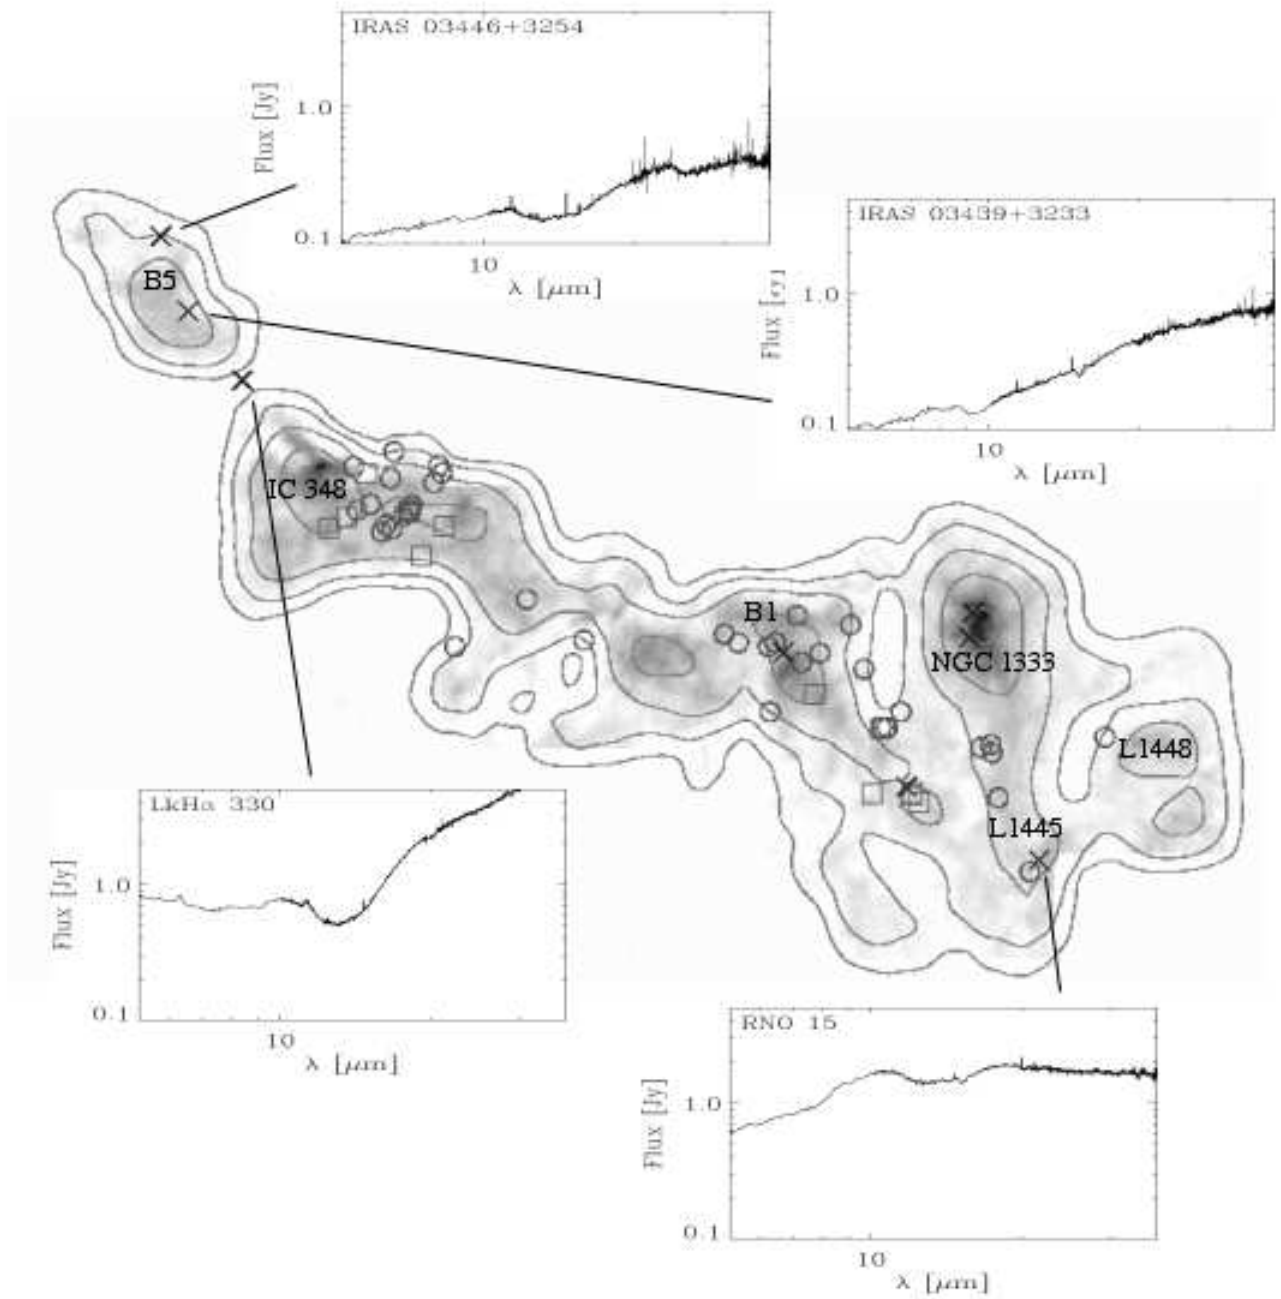 IRAS 03446+3254
1.0
Flux [Jy]
0.1
10
λ [μm]
IRAS 03439+3233
1.0
0.1
10
λ [μm]
B5
IC 348
B1
NGC 1333
L1448
L1445
LkHα 330
1.0
Flux [Jy]
0.1
10
λ [μm]
RNO 15
1.0
Flux [Jy]
0.1
10
λ [μm]